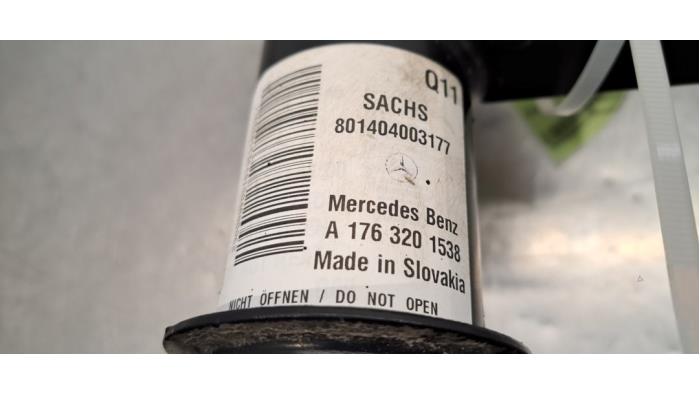 Q11
SACHS
801404003177
Mercedes Benz
A 176 320 1538
Made in Slovakia
NICHT ÖFFNEN / DO NOT OPEN